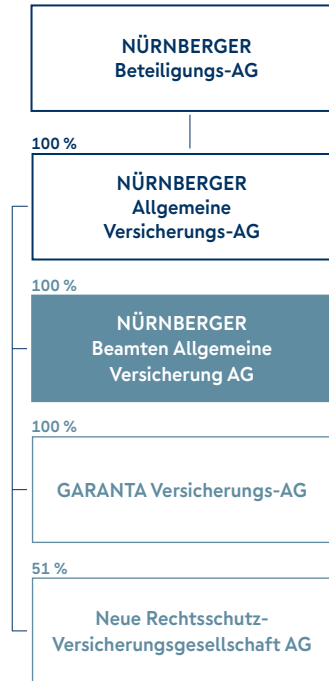 NÜRNBERGER
Beteiligungs-AG
100 %
NÜRNBERGER
Allgemeine
Versicherungs-AG
100 %
NÜRNBERGER
Beamten Allgemeine
Versicherung AG
100 %
GARANTA Versicherungs-AG
51 %
Neue Rechtsschutz-
Versicherungsgesellschaft AG